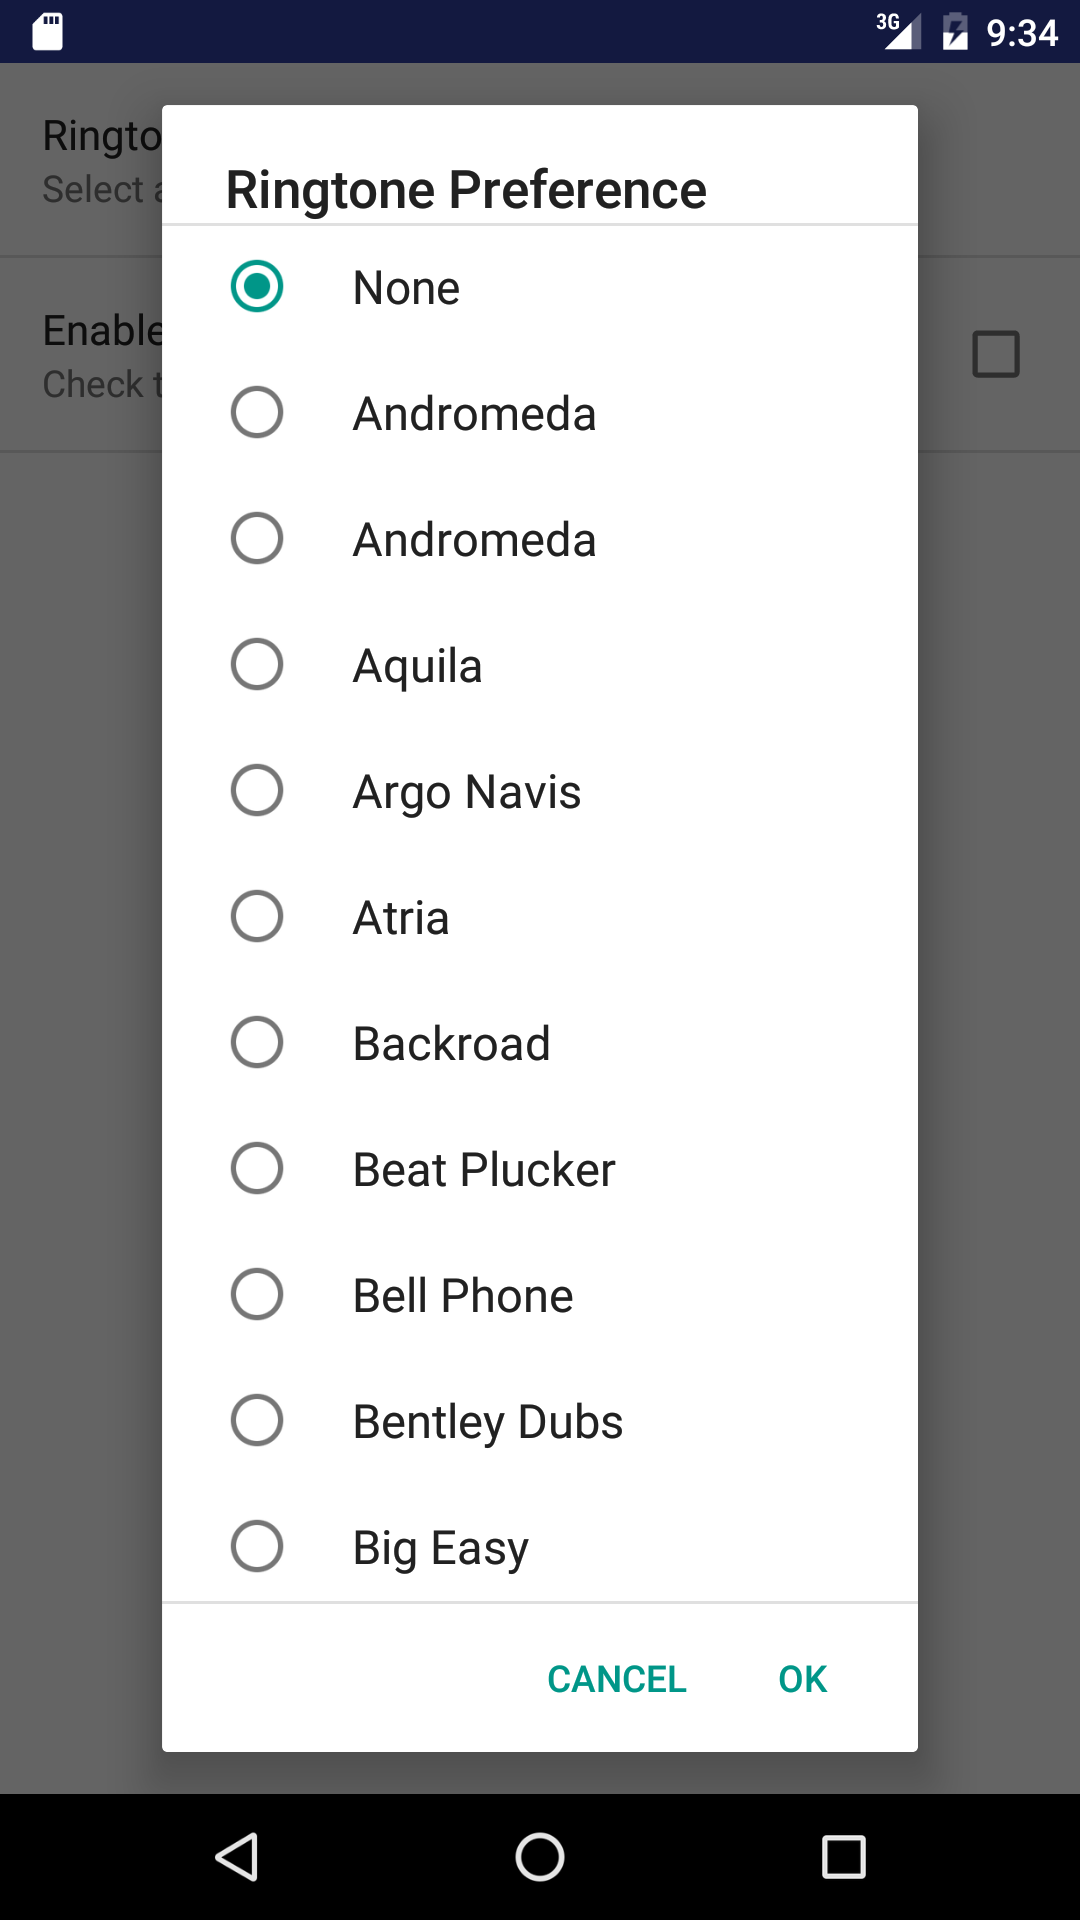 3G 9:34
Ringto
Select
Ringtone Preference
None
Enable
Check t
Andromeda
Andromeda
Aquila
Argo Navis
Atria
Backroad
Beat Plucker
Bell Phone
Bentley Dubs
Big Easy
CANCEL OK